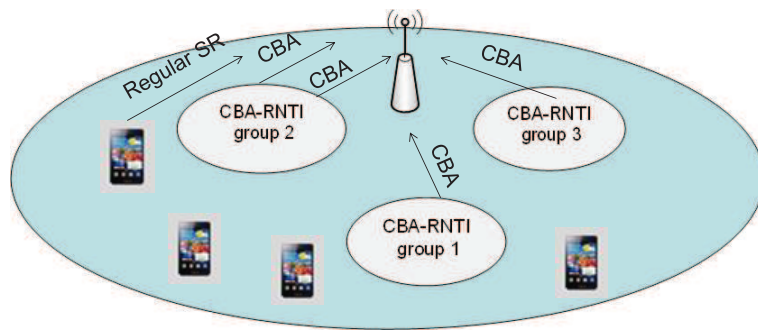 Regular SR
CBA
CBA
CBA
CBA-RNTI
group 2
CBA-RNTI
group 3
CBA
CBA-RNTI
group 1